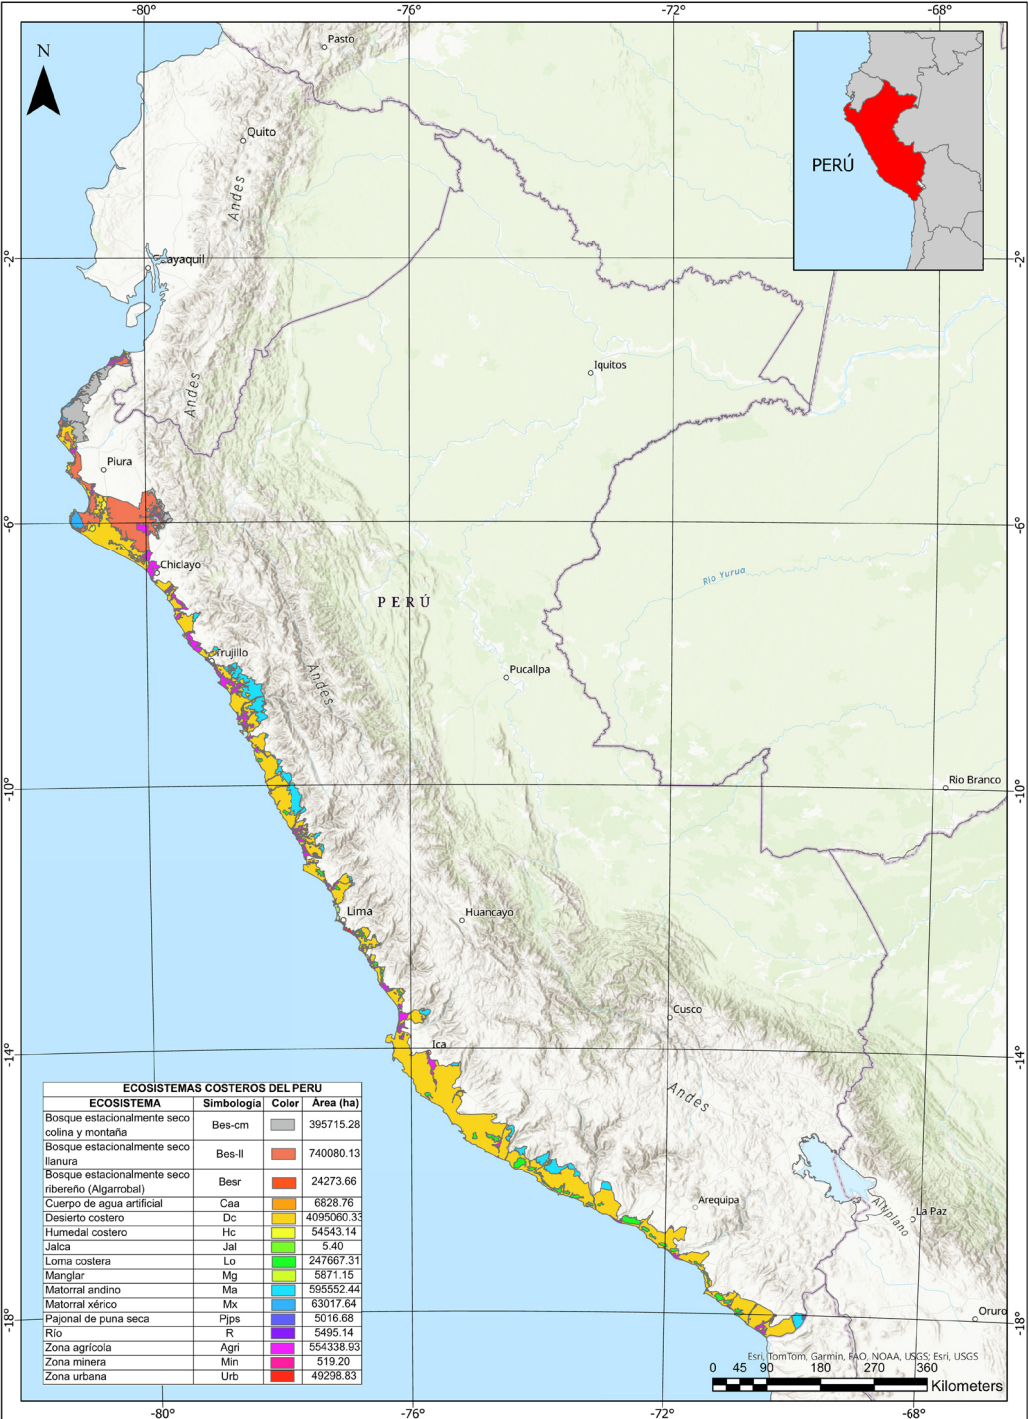 -80°
-76°
-72°
-68°
N
Pasto
Quito
Andes
PERÚ
-2°
-2°
Iquitos
Andes
Piura
-6°
-6°
Chiclayo
PERÚ
Rio Yurua
Trujillo
Andes
Pucallpa
-10°
-10°
Rio Branco
Lima
Huancayo
Cusco
-14°
-14°
Ica
Andes
Arequipa
Altiplano
La Paz
Oruro
-18°
-18°
ECOSISTEMAS COSTEROS DEL PERU
ECOSISTEMA Simbología Color Área (ha)
Bosque estacionalmente seco
colina y montaña Bes-cm 395715.28
Bosque estacionalmente seco
llanura Bes-ll 740080.13
Bosque estacionalmente seco
ribereño (Algarrobal) Besr 24273.66
Cuerpo de agua artificial Caa 6828.76
Desierto costero Dc 4095060.33
Humedal costero Hc 54543.14
Jalca Jal 5.40
Loma costera Lo 247667.31
Manglar Mg 5871.15
Matorral andino Ma 595552.44
Matorral xérico Mx 63017.64
Pajonal de puna seca Pjps 5016.68
Río R 5495.14
Zona agrícola Agri 554338.93
Zona minera Min 519.20
Zona urbana Urb 49298.83
Esri, TomTom, Garmin, FAO, NOAA, USGS; Esri, USGS
0 45 90 180 270 360
Kilometers
-80°
-76°
-72°
-68°